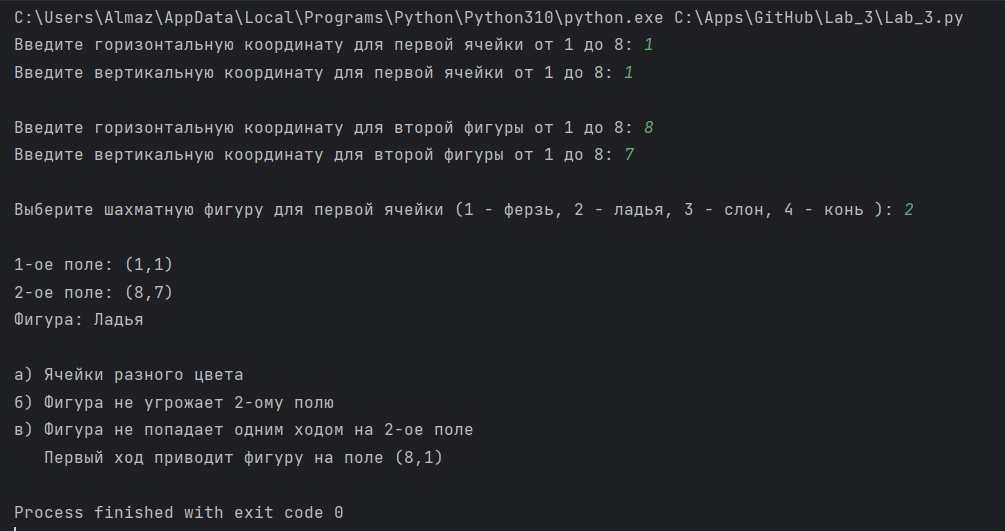 C:\Users\Almaz\AppData\Local\Programs\Python\Python310\python.exe C:\Apps\GitHub\Lab_3\Lab_3.py
Введите горизонтальную координату для первой ячейки от 1 до 8: 1
Введите вертикальную координату для первой ячейки от 1 до 8: 1
Введите горизонтальную координату для второй фигуры от 1 до 8: 8
Введите вертикальную координату для второй фигуры от 1 до 8: 7
Выберите шахматную фигуру для первой ячейки (1 - ферзь, 2 - ладья, 3 - слон, 4 - конь ): 2
1-ое поле: (1,1)
2-ое поле: (8,7)
Фигура: Ладья
а) Ячейки разного цвета
б) Фигура не угрожает 2-ому полю
в) Фигура не попадает одним ходом на 2-ое поле
Первый ход приводит фигуру на поле (8,1)
Process finished with exit code 0